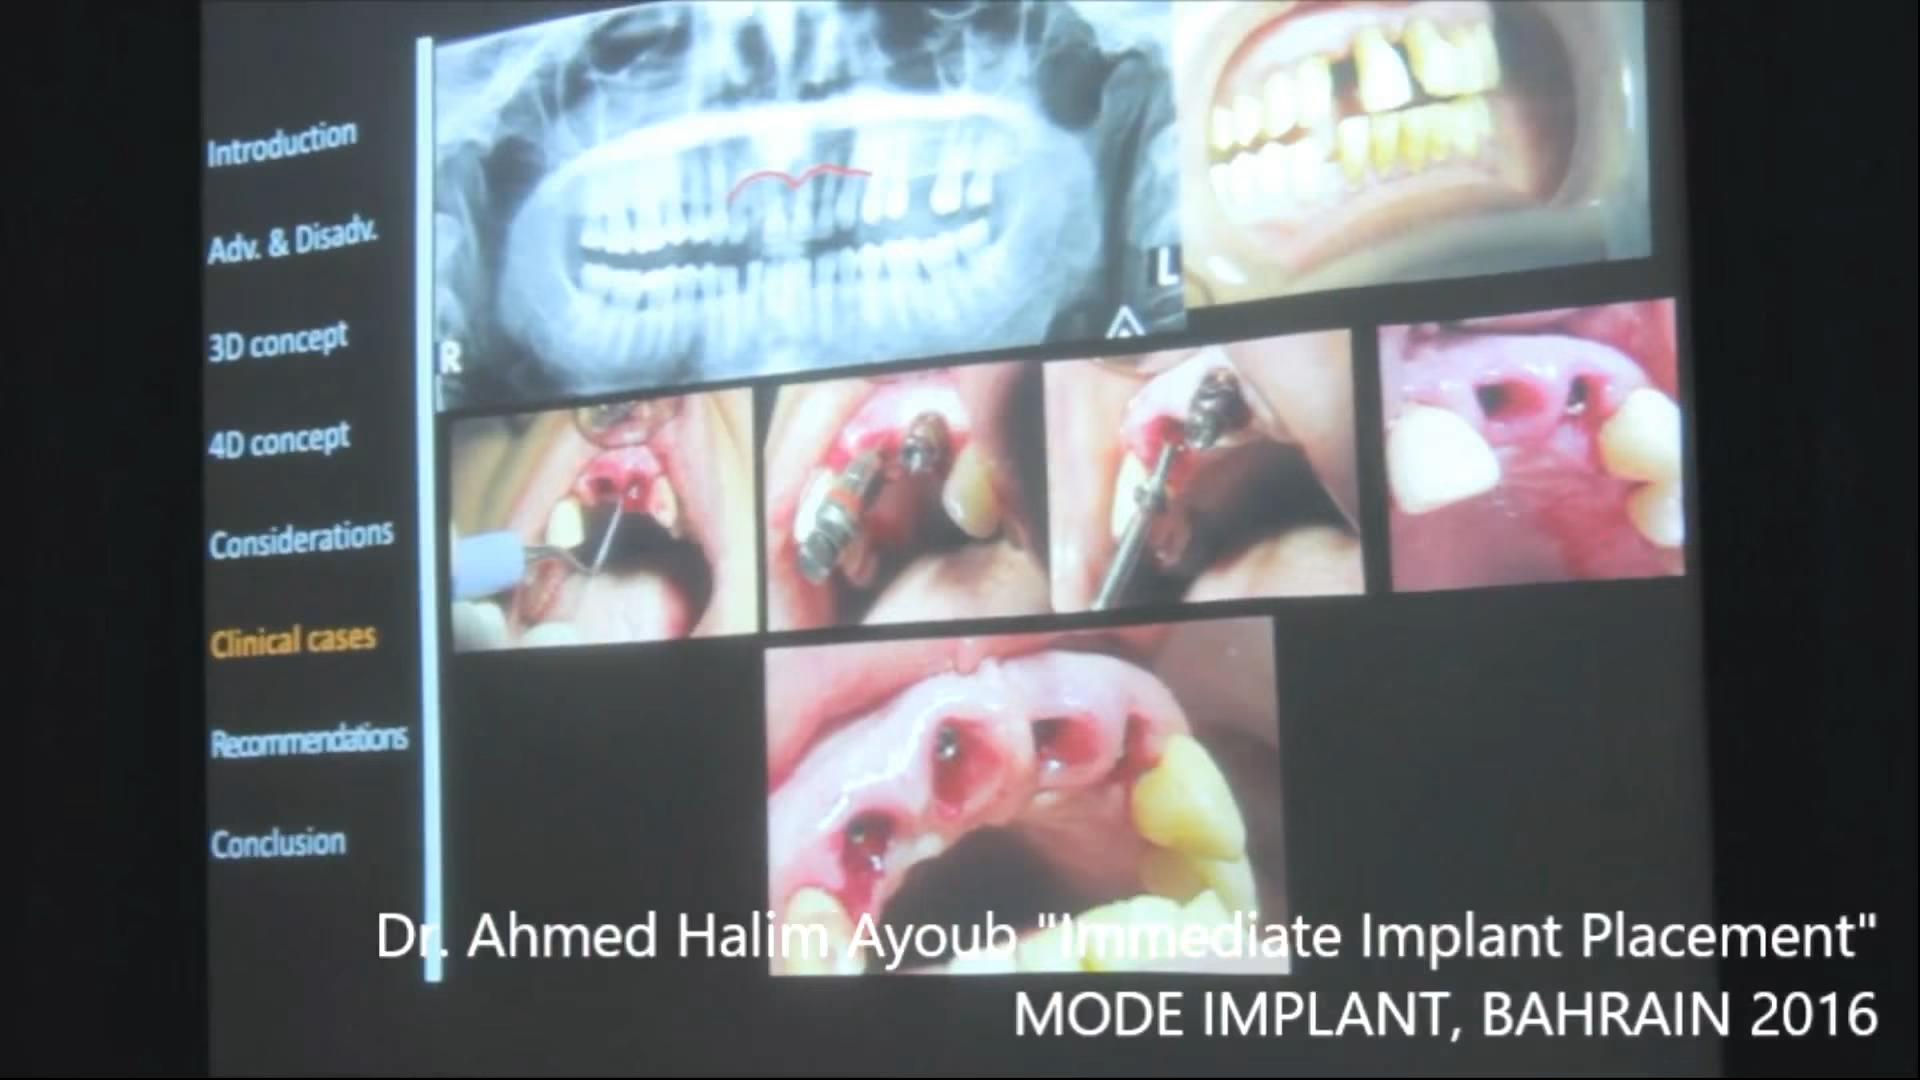 Introduction
Adv. & Disadv.
3D concept
4D concept
Considerations
Clinical cases
Recommendations
Conclusion
R
L
Dr. Ahmed Halim Ayoub "Immediate Implant Placement"
MODE IMPLANT, BAHRAIN 2016